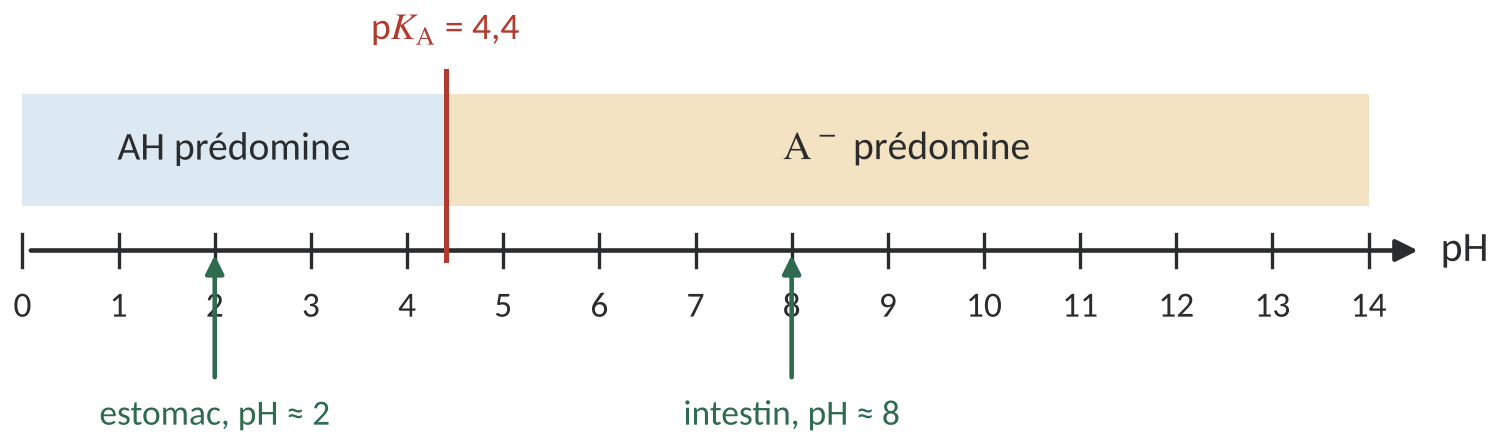 pK_A = 4,4
AH prédomine
A⁻ prédomine
pH
0 1 2 3 4 5 6 7 8 9 10 11 12 13 14
estomac, pH ≈ 2
intestin, pH ≈ 8